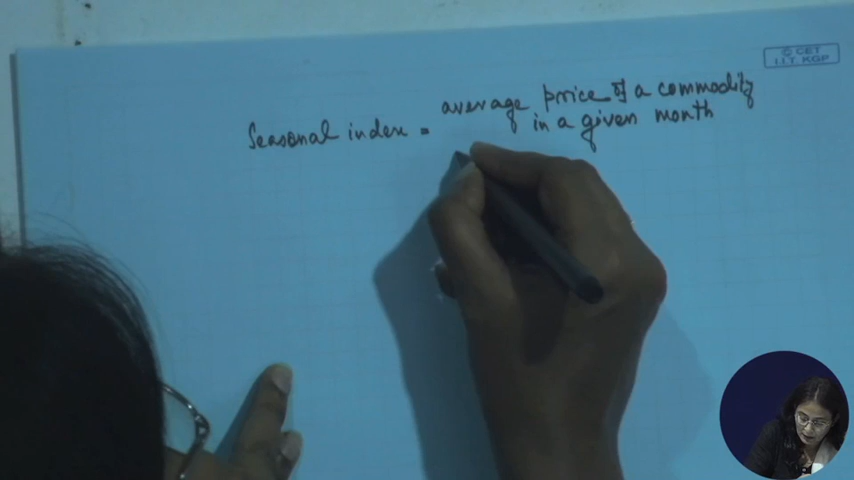 © CET
I.I.T. KGP
average price of a commodity
Seasonal index = in a given month